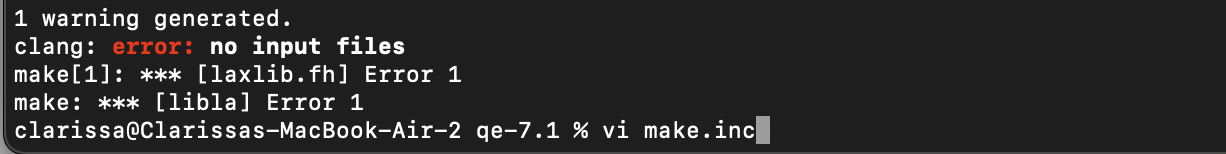 1 warning generated.
clang: error: no input files
make[1]: *** [laxlib.fh] Error 1
make: *** [libla] Error 1
clarissa@Clarissas-MacBook-Air-2 qe-7.1 % vi make.inc